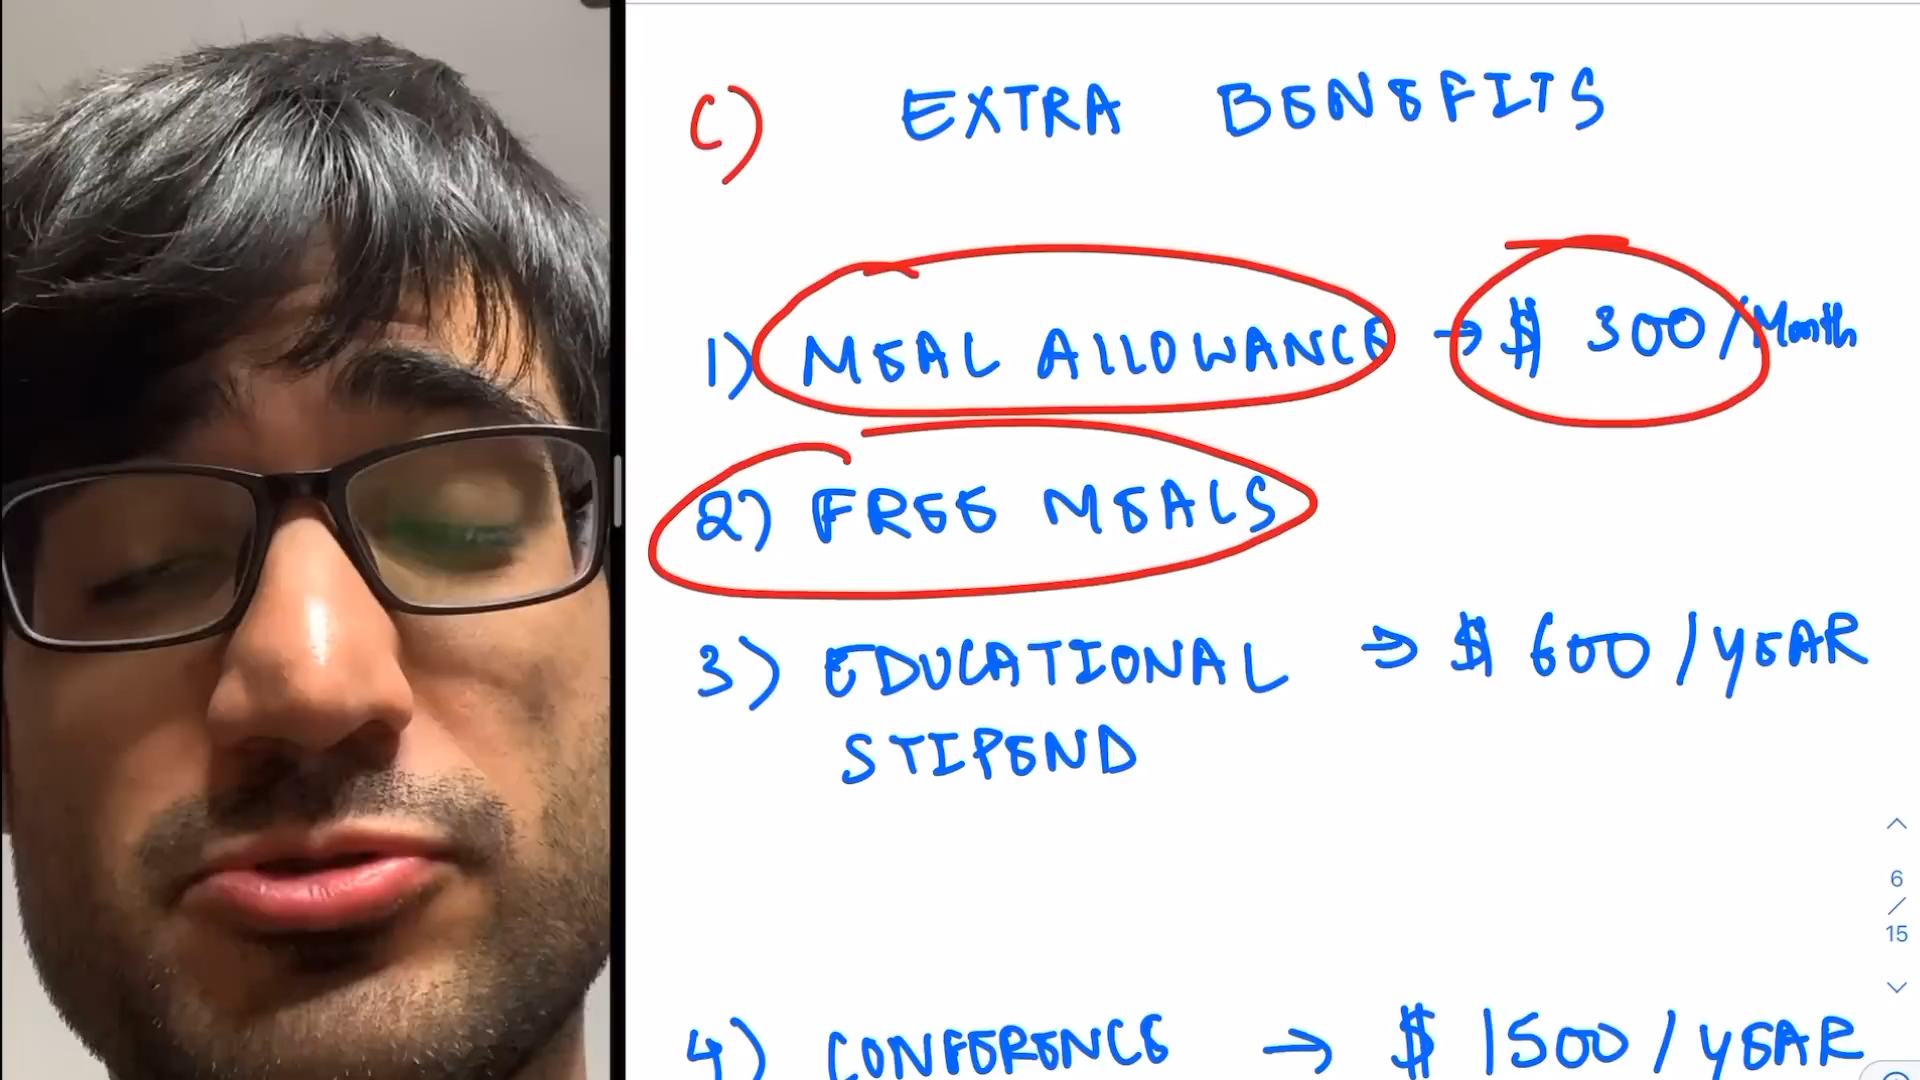 C) EXTRA BENEFITS
1) MEAL ALLOWANCE → $ 300/Month
2) FREE MEALS
3) EDUCATIONAL → $ 600/YEAR
STIPEND
4) CONFERENCE → $ 1500/YEAR
6
/
15